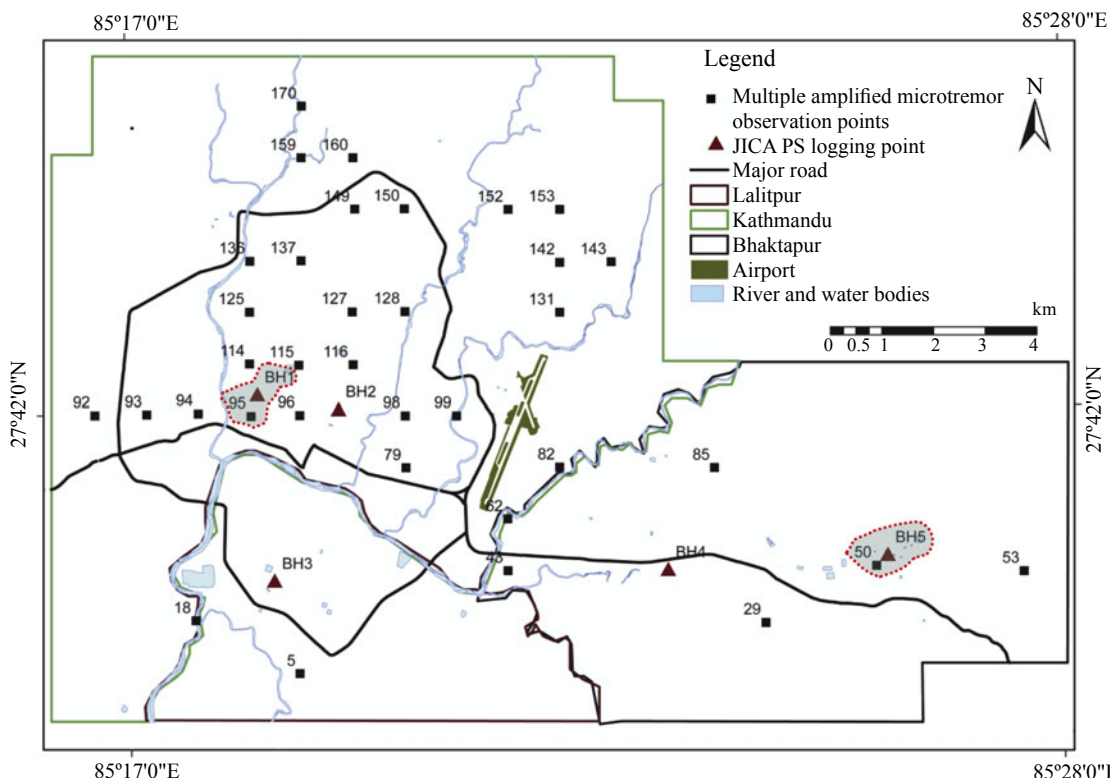 85°17'0"E
85°28'0"E
Legend
N
Multiple amplified microtremor
observation points
JICA PS logging point
Major road
Lalitpur
Kathmandu
Bhaktapur
Airport
River and water bodies
km
0 0.5 1 2 3 4
170
159 160
149 150 152 153
136 137 142 143
125 127 128 131
114 115 116
BH1
BH2
92 93 94 95 96 98 99
27°42'0"N
27°42'0"N
79 82 85
52
BH5
43 BH4 50 53
BH3
18 29
5
85°17'0"E